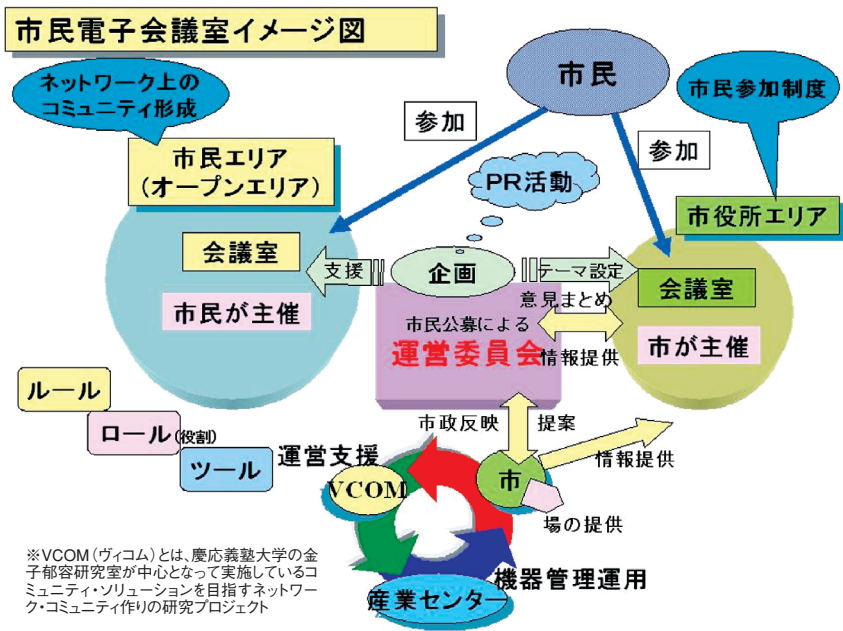 市民電子会議室イメージ図
ネットワーク上の
コミュニティ形成
市民
市民参加制度
参加
参加
市民エリア
（オープンエリア）
PR活動
市役所エリア
会議室
支援
企画
テーマ設定
会議室
市民が主催
意見まとめ
市民公募による
運営委員会
情報提供
市が主催
ルール
ロール(役割)
ツール
市政反映
提案
運営支援
VCOM
市
情報提供
場の提供
機器管理運用
産業センター
※VCOM（ヴィコム）とは、慶応義塾大学の金
子郁容研究室が中心となって実施しているコ
ミュニティ・ソリューションを目指すネットワー
ク・コミュニティ作りの研究プロジェクト